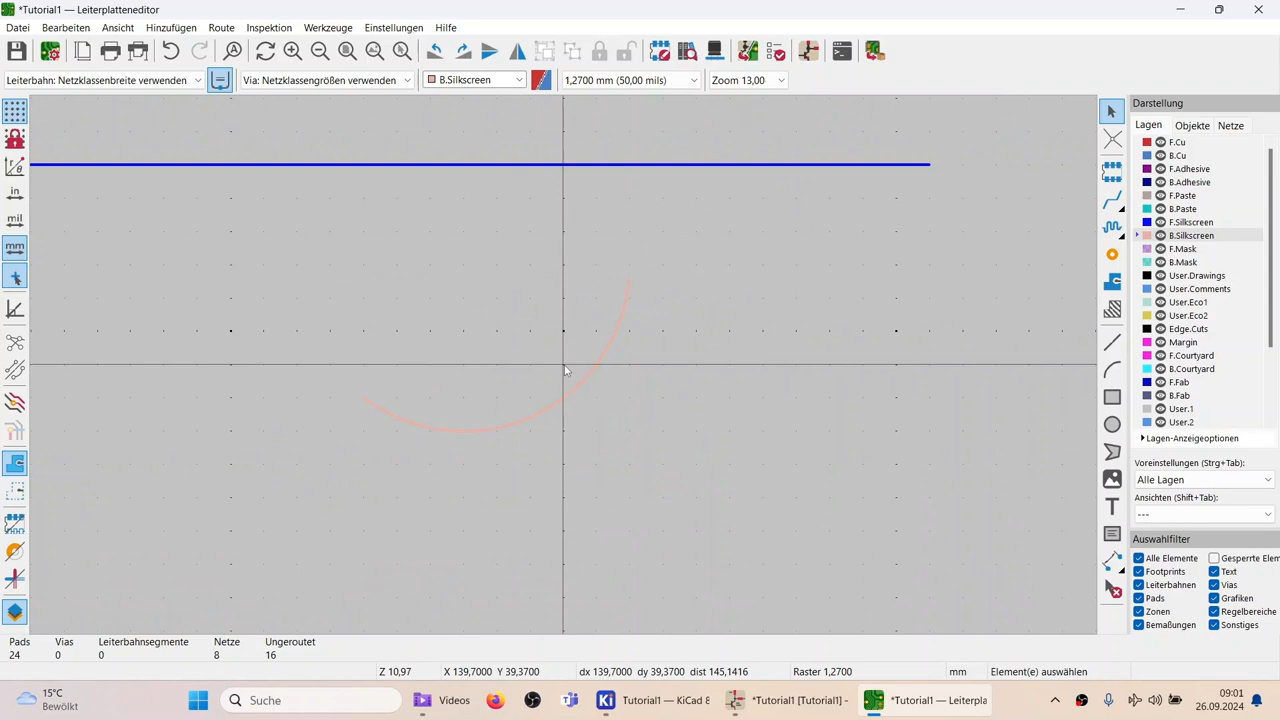 *Tutorial1 — Leiterplatteneditor
Datei Bearbeiten Ansicht Hinzufügen Route Inspektion Werkzeuge Einstellungen Hilfe
Leiterbahn: Netzklassenbreite verwenden Via: Netzklassengrößen verwenden B.Silkscreen 1,2700 mm (50,00 mils) Zoom 13,00
in
mil
mm
Darstellung
Lagen Objekte Netze
F.Cu
B.Cu
F.Adhesive
B.Adhesive
F.Paste
B.Paste
F.Silkscreen
B.Silkscreen
F.Mask
B.Mask
User.Drawings
User.Comments
User.Eco1
User.Eco2
Edge.Cuts
Margin
F.Courtyard
B.Courtyard
F.Fab
B.Fab
User.1
User.2
Lagen-Anzeigeoptionen
Voreinstellungen (Strg+Tab):
Alle Lagen
Ansichten (Shift+Tab):
---
Auswahlfilter
Alle Elemente Gesperrte Elem
Footprints Text
Leiterbahnen Vias
Pads Grafiken
Zonen Regelbereiche
Bemaßungen Sonstiges
Pads Vias Leiterbahnsegmente Netze Ungeroutet
24 0 0 8 16
Z 10,97 X 139,7000 Y 39,3700 dx 139,7000 dy 39,3700 dist 145,1416 Raster 1,2700 mm Element(e) auswählen
15°C
Bewölkt
Suche
Videos
Ki
Tutorial1 — KiCad 8
*Tutorial1 [Tutorial1] -
*Tutorial1 — Leiterpla
09:01
26.09.2024